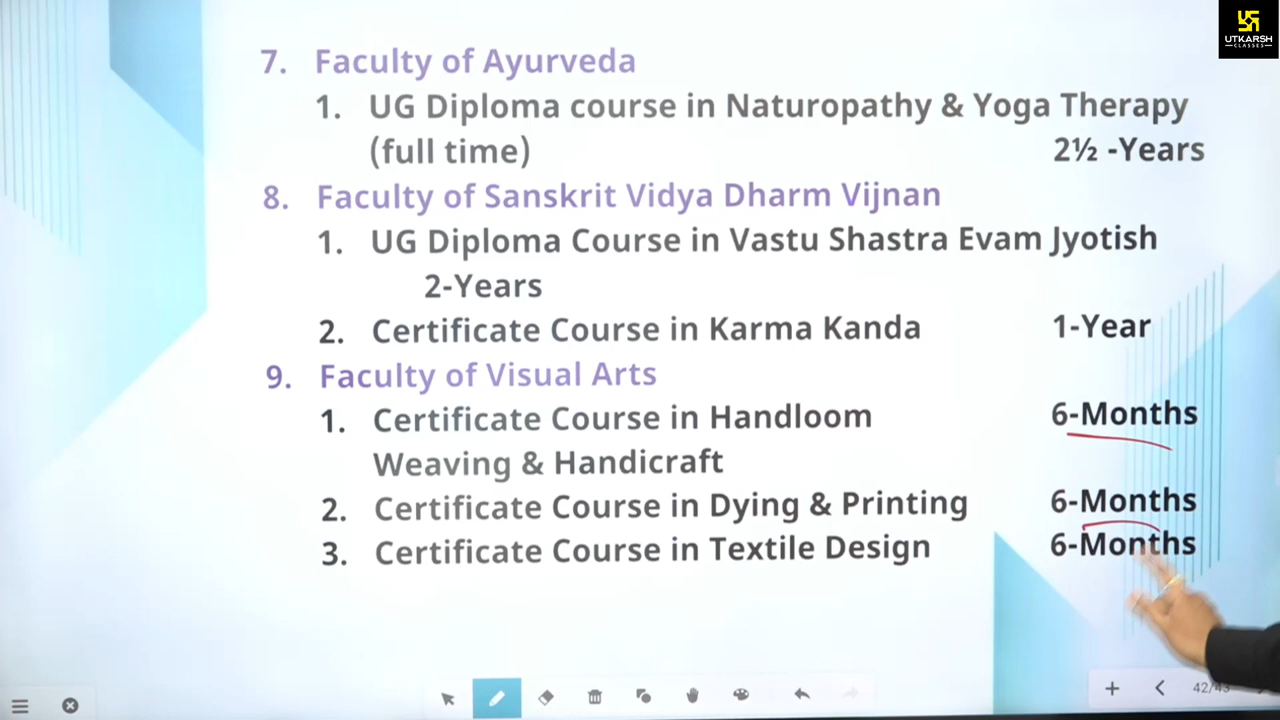 UTKARSH
CLASSES
7. Faculty of Ayurveda
1. UG Diploma course in Naturopathy & Yoga Therapy
(full time) 2½ -Years
8. Faculty of Sanskrit Vidya Dharm Vijnan
1. UG Diploma Course in Vastu Shastra Evam Jyotish
2-Years
2. Certificate Course in Karma Kanda 1-Year
9. Faculty of Visual Arts
1. Certificate Course in Handloom 6-Months
Weaving & Handicraft
2. Certificate Course in Dying & Printing 6-Months
3. Certificate Course in Textile Design 6-Months
42/43